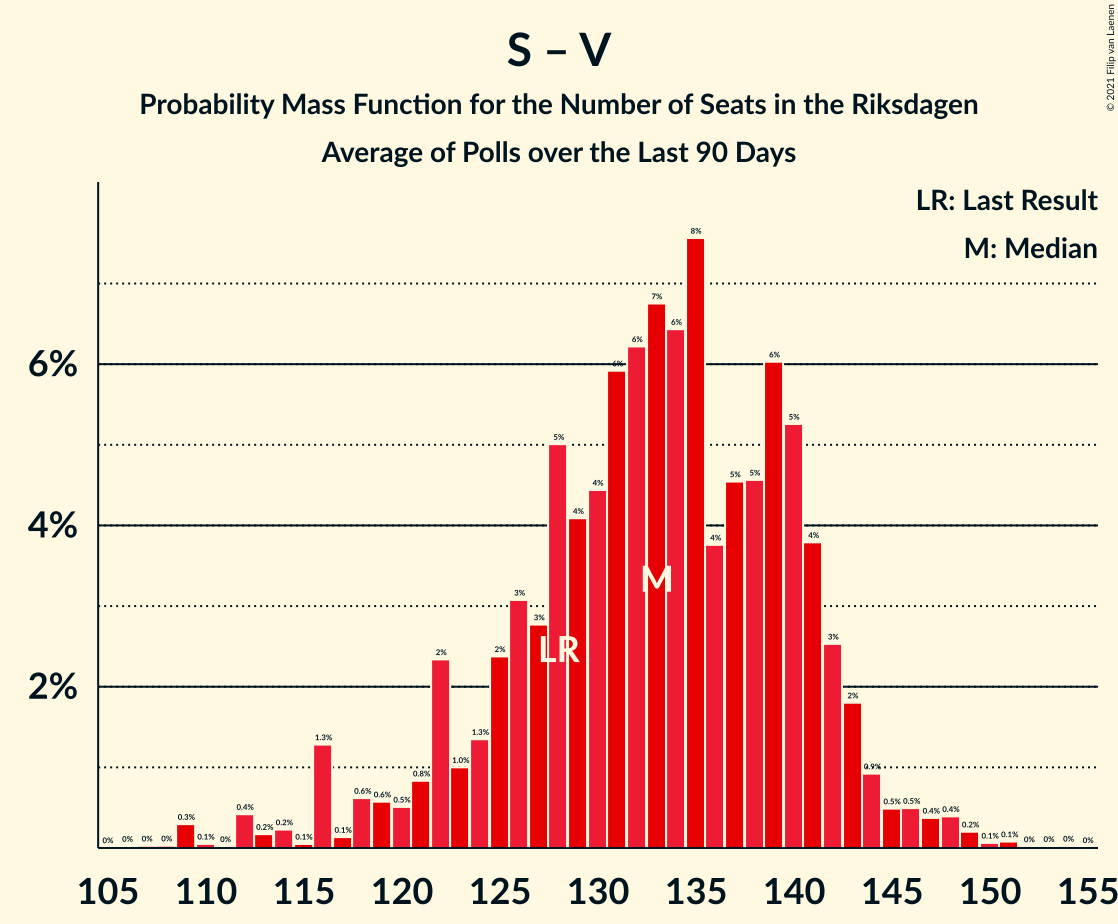 S – V
Probability Mass Function for the Number of Seats in the Riksdagen
Average of Polls over the Last 90 Days
© 2021 Filip van Laenen
LR: Last Result
M: Median
6%
4%
2%
0% 0% 0% 0% 0.3% 0.1% 0% 0.4% 0.2% 0.2% 0.1% 1.3% 0.1% 0.6% 0.6% 0.5% 0.8% 2% 1.0% 1.3% 2% 3% 3% 5% 4% 4% 6% 6% 7% 6% 8% 4% 5% 5% 6% 5% 4% 3% 2% 0.9% 0.5% 0.5% 0.4% 0.4% 0.2% 0.1% 0.1% 0% 0% 0% 0%
M
LR
105 110 115 120 125 130 135 140 145 150 155